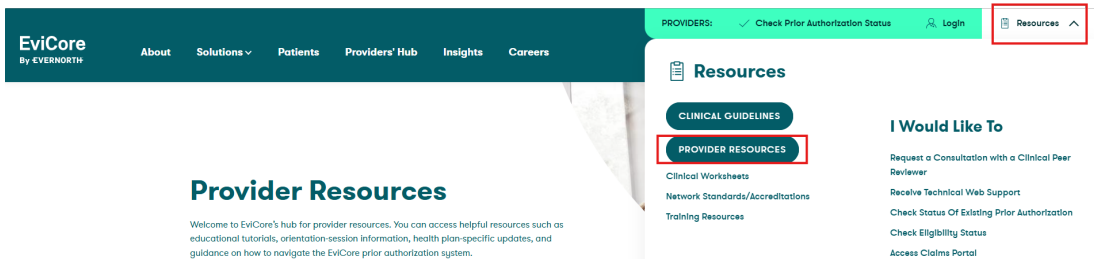 PROVIDERS: Check Prior Authorization Status Login Resources
EviCore
By EVERNORTH
About Solutions Patients Providers' Hub Insights Careers
Resources
CLINICAL GUIDELINES
PROVIDER RESOURCES
Clinical Worksheets
Network Standards/Accreditations
Training Resources
I Would Like To
Request a Consultation with a Clinical Peer
Reviewer
Receive Technical Web Support
Check Status Of Existing Prior Authorization
Check Eligibility Status
Access Claims Portal
Provider Resources
Welcome to EviCore's hub for provider resources. You can access helpful resources such as
educational tutorials, orientation-session information, health plan-specific updates, and
guidance on how to navigate the EviCore prior authorization system.